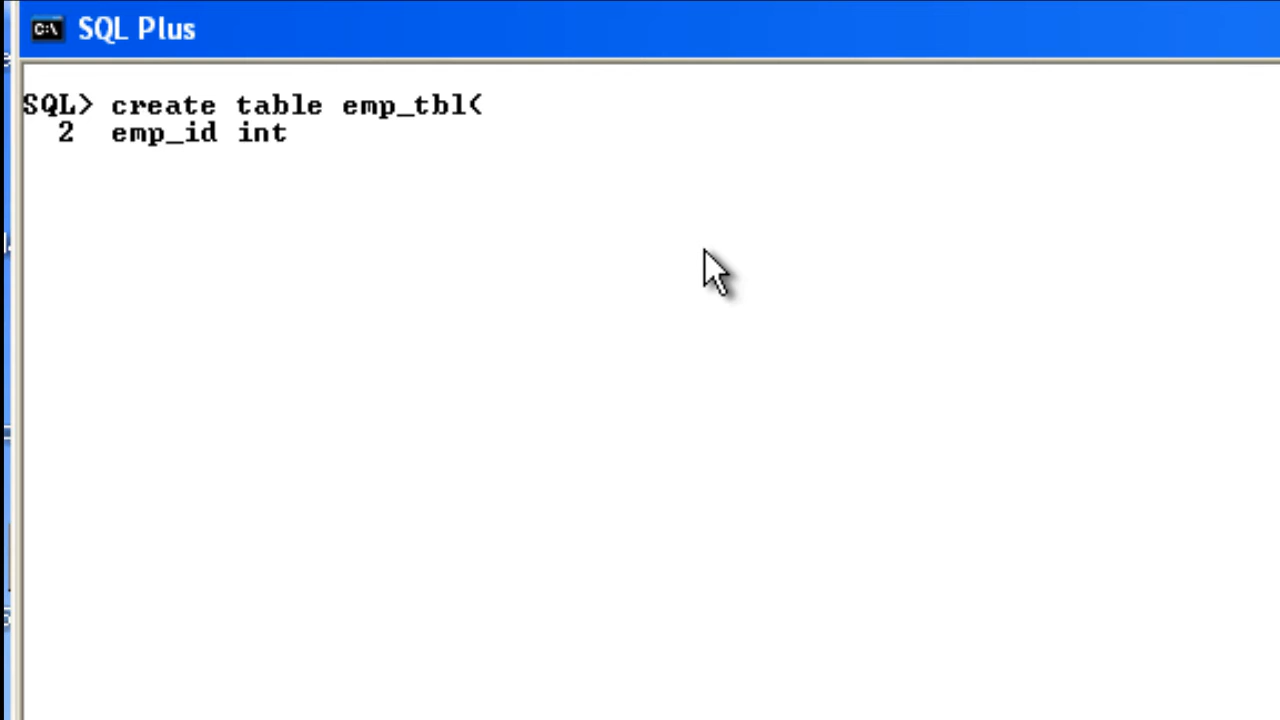 C:\ SQL Plus
SQL> create table emp_tbl(
2 emp_id int